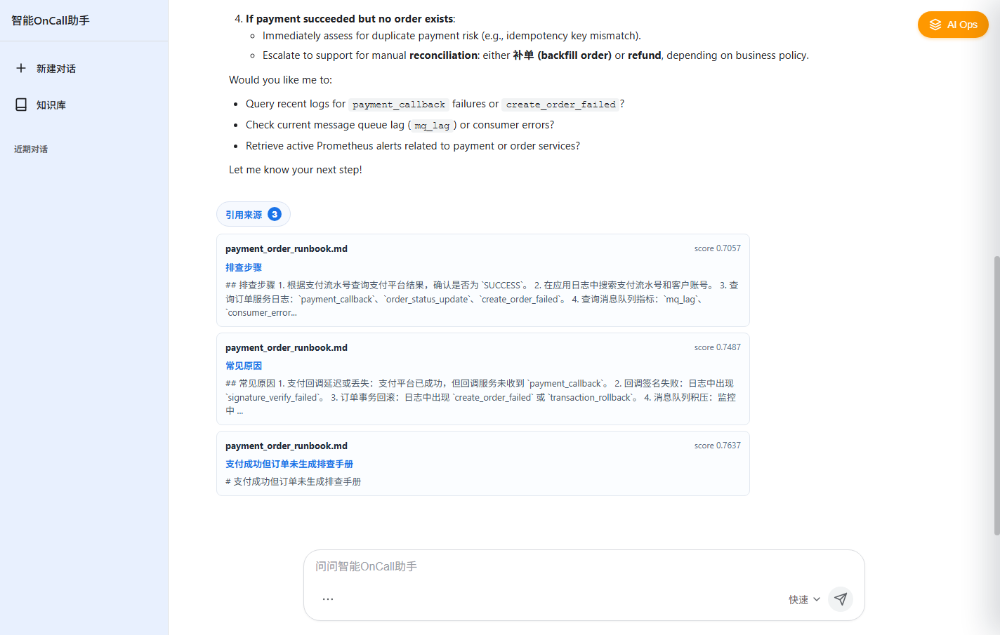 智能OnCall助手
新建对话
知识库
近期对话
AI Ops
4. If payment succeeded but no order exists:
Immediately assess for duplicate payment risk (e.g., idempotency key mismatch).
Escalate to support for manual reconciliation: either 补单 (backfill order) or refund, depending on business policy.
Would you like me to:
Query recent logs for payment_callback failures or create_order_failed ?
Check current message queue lag ( mq_lag ) or consumer errors?
Retrieve active Prometheus alerts related to payment or order services?
Let me know your next step!
引用来源 3
payment_order_runbook.md score 0.7057
排查步骤
## 排查步骤 1. 根据支付流水号查询支付平台结果，确认是否为 `SUCCESS`。 2. 在应用日志中搜索支付流水号和客户账号。 3. 查
询订单服务日志：`payment_callback`、`order_status_update`、`create_order_failed`。 4. 查询消息队列指标：`mq_lag`、
`consumer_error...
payment_order_runbook.md score 0.7487
常见原因
## 常见原因 1. 支付回调延迟或丢失：支付平台已成功，但回调服务未收到 `payment_callback`。 2. 回调签名失败：日志中出现
`signature_verify_failed`。 3. 订单事务回滚：日志中出现 `create_order_failed` 或 `transaction_rollback`。 4. 消息队列积压：监控
中 ...
payment_order_runbook.md score 0.7637
支付成功但订单未生成排查手册
# 支付成功但订单未生成排查手册
问问智能OnCall助手
快速